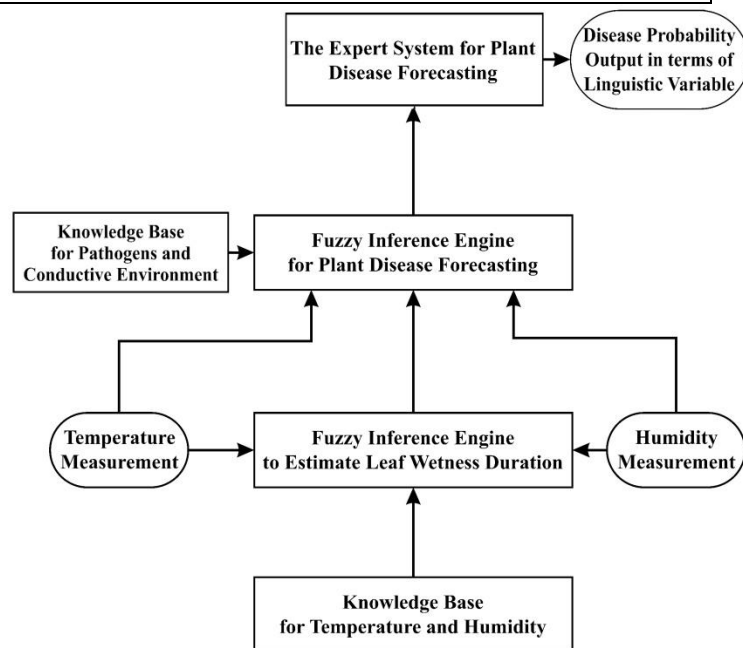 The Expert System for Plant
Disease Forecasting
Disease Probability
Output in terms of
Linguistic Variable
Knowledge Base
for Pathogens and
Conductive Environment
Fuzzy Inference Engine
for Plant Disease Forecasting
Temperature
Measurement
Fuzzy Inference Engine
to Estimate Leaf Wetness Duration
Humidity
Measurement
Knowledge Base
for Temperature and Humidity